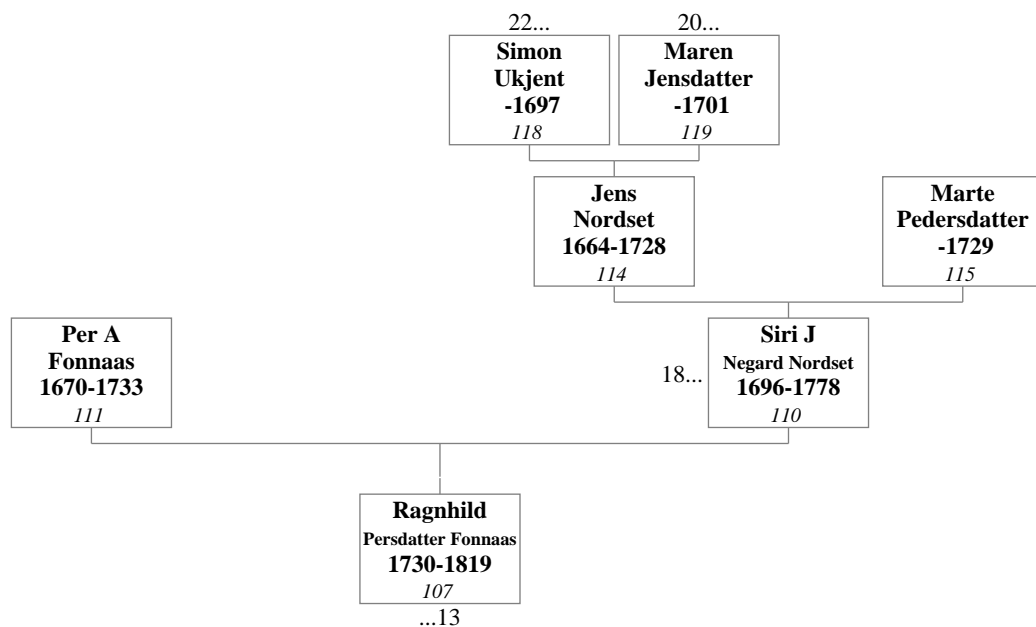 22...
20...
Simon
Ukjent
-1697
118
Maren
Jensdatter
-1701
119
Jens
Nordset
1664-1728
114
Marte
Pedersdatter
-1729
115
Per A
Fonnaas
1670-1733
111
18...
Siri J
Negard Nordset
1696-1778
110
Ragnhild
Persdatter Fonnaas
1730-1819
107
...13